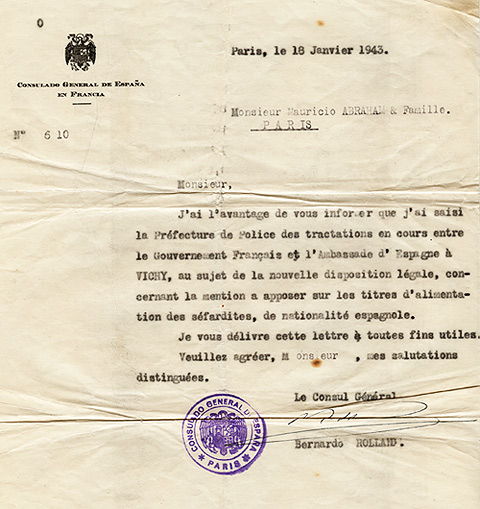 O
Paris, le 18 Janvier 1943.
CONSULADO GENERAL DE ESPAÑA
EN FRANCIA
Nº 610
Monsieur Mauricio ABRAHAM & Famille.
PARIS
Monsieur,
J'ai l'avantage de vous informer que j'ai saisi
la Préfecture de Police des tractations en cours entre
le Gouvernement Français et l'Ambassade d' Espagne à
VICHY, au sujet de la nouvelle disposition légale, con-
cernant la mention a apposer sur les titres d'alimenta-
tion des séfardites, de nationalité espagnole.
Je vous délivre cette lettre à toutes fins utiles.
Veuillez agréer, M onsieur , mes salutations
distinguées.
Le Consul Général
CONSULADO GENERAL DE ESPAÑA
* PARIS *
Bernardo ROLLAND.